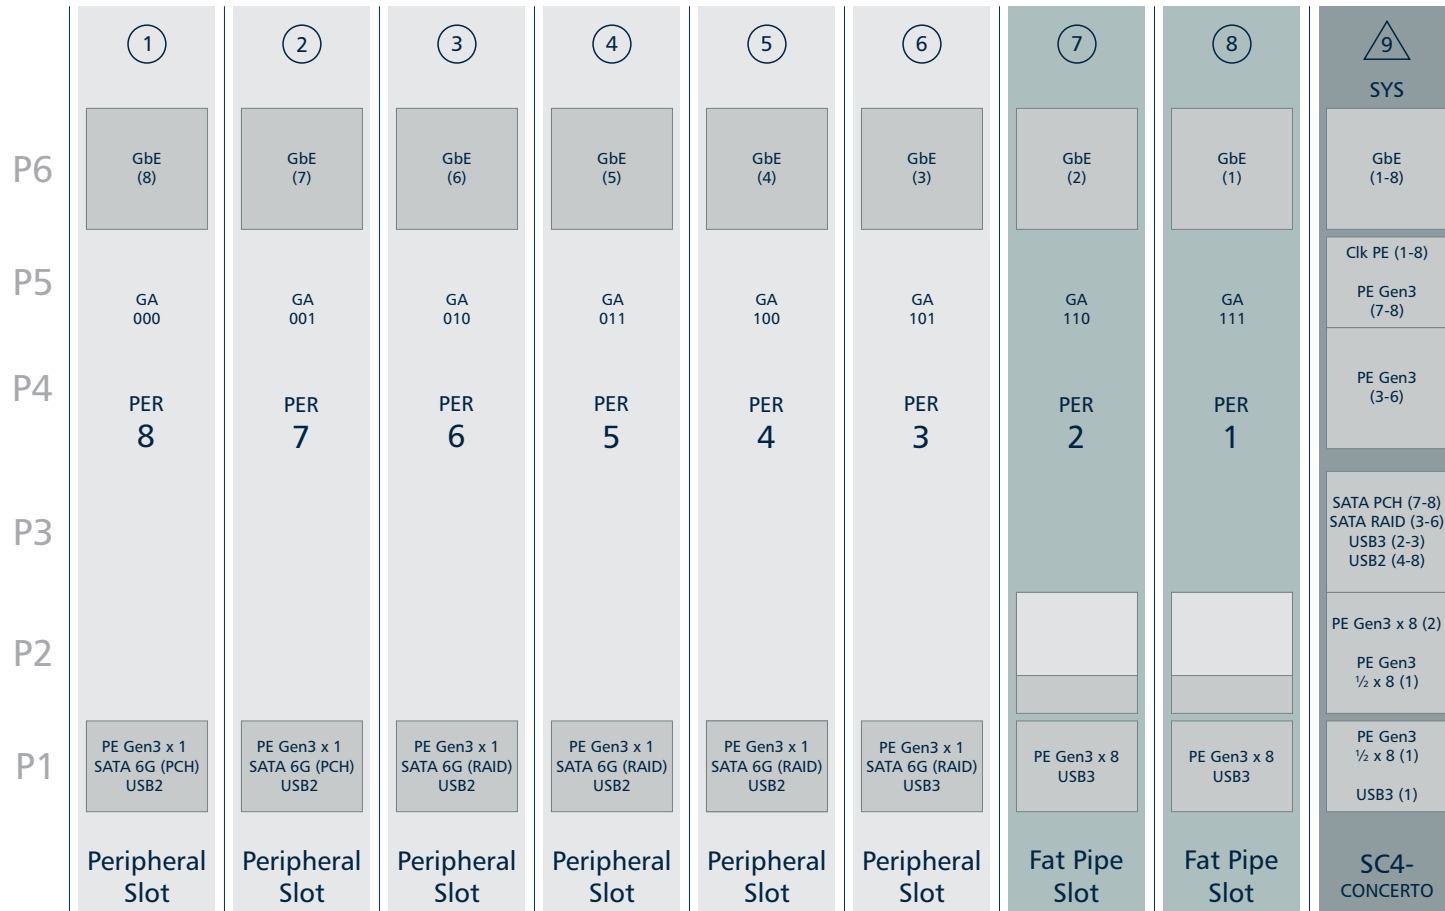 1 2 3 4 5 6 7 8 9
SYS
P6
GbE GbE GbE GbE GbE GbE GbE GbE GbE
(8) (7) (6) (5) (4) (3) (2) (1) (1-8)
P5
Clk PE (1-8)
GA GA GA GA GA GA GA GA PE Gen3
000 001 010 011 100 101 110 111 (7-8)
P4
PE Gen3
(3-6)
PER PER PER PER PER PER PER PER
8 7 6 5 4 3 2 1
P3
SATA PCH (7-8)
SATA RAID (3-6)
USB3 (2-3)
USB2 (4-8)
P2
PE Gen3 x 8 (2)
PE Gen3
½ x 8 (1)
P1
PE Gen3 x 1 PE Gen3 x 1 PE Gen3 x 1 PE Gen3 x 1 PE Gen3 x 1 PE Gen3 x 1 PE Gen3 x 8 PE Gen3 x 8 PE Gen3
SATA 6G (PCH) SATA 6G (PCH) SATA 6G (RAID) SATA 6G (RAID) SATA 6G (RAID) SATA 6G (RAID) USB3 USB3 ½ x 8 (1)
USB2 USB2 USB2 USB2 USB2 USB3 USB3 (1)
Peripheral Peripheral Peripheral Peripheral Peripheral Peripheral Fat Pipe Fat Pipe SC4-
Slot Slot Slot Slot Slot Slot Slot Slot CONCERTO